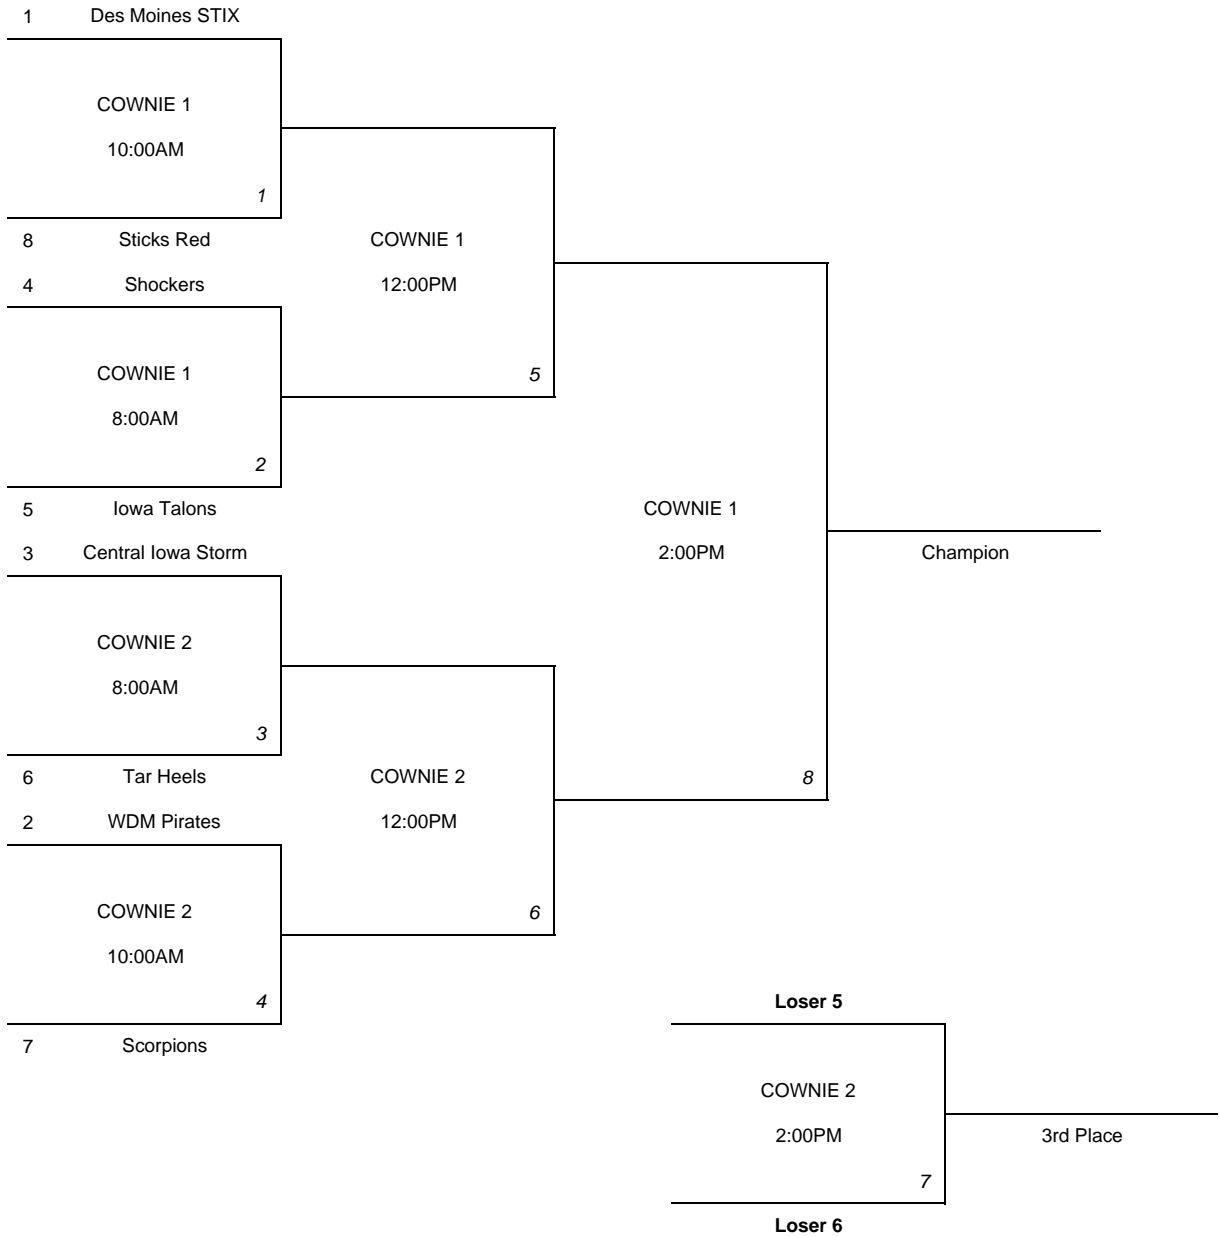 1 Des Moines STIX
COWNIE 1
10:00AM
1
8 Sticks Red
COWNIE 1
4 Shockers
12:00PM
COWNIE 1
5
8:00AM
2
5 Iowa Talons
COWNIE 1
3 Central Iowa Storm
2:00PM
Champion
COWNIE 2
8:00AM
3
6 Tar Heels
COWNIE 2
8
2 WDM Pirates
12:00PM
COWNIE 2
6
10:00AM
4
Loser 5
7 Scorpions
COWNIE 2
2:00PM
3rd Place
7
Loser 6